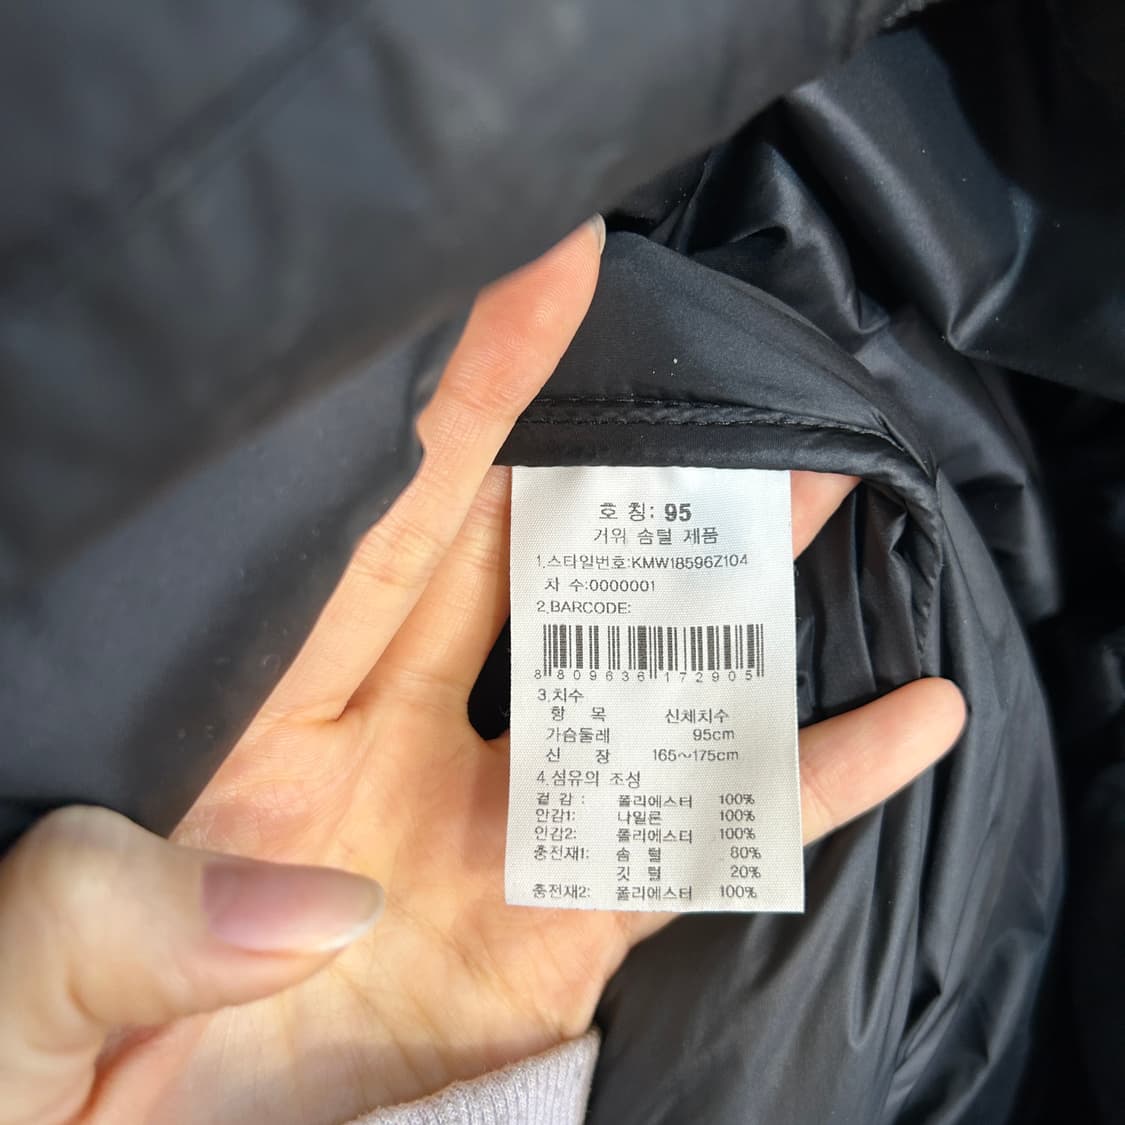 호 칭: 95
거위 솜털 제품
1.스타일번호:KMW18596Z104
차 수:0000001
2.BARCODE:
8 809636 172905
3.치수
항 목 신체치수
가슴둘레 95cm
신 장 165~175cm
4.섬유의 조성
겉 감 : 폴리에스터 100%
안감1: 나일론 100%
안감2: 폴리에스터 100%
충전재1: 솜 털 80%
깃 털 20%
충전재2: 폴리에스터 100%